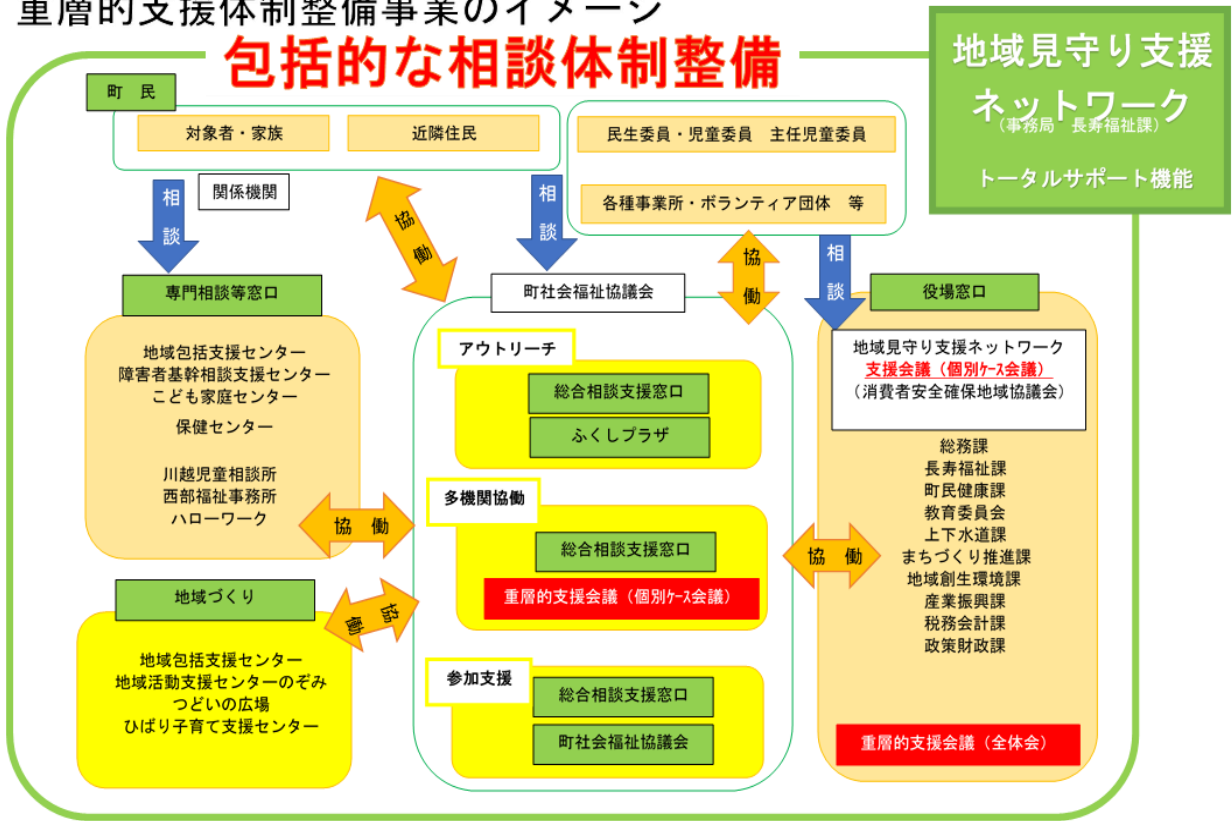 重層的支援体制整備事業のイメージ
包括的な相談体制整備
地域見守り支援
ネットワーク
（事務局　長寿福祉課）
トータルサポート機能
町　民
対象者・家族
近隣住民
民生委員・児童委員　主任児童委員
各種事業所・ボランティア団体　等
関係機関
相談
相談
相談
協働
協働
専門相談等窓口
地域包括支援センター
障害者基幹相談支援センター
こども家庭センター
保健センター
川越児童相談所
西部福祉事務所
ハローワーク
協　働
地域づくり
地域包括支援センター
地域活動支援センターのぞみ
つどいの広場
ひばり子育て支援センター
協働
町社会福祉協議会
アウトリーチ
総合相談支援窓口
ふくしプラザ
多機関協働
総合相談支援窓口
重層的支援会議（個別ｹｰｽ会議）
参加支援
総合相談支援窓口
町社会福祉協議会
協　働
役場窓口
地域見守り支援ネットワーク
支援会議（個別ｹｰｽ会議）
（消費者安全確保地域協議会）
総務課
長寿福祉課
町民健康課
教育委員会
上下水道課
まちづくり推進課
地域創生環境課
産業振興課
税務会計課
政策財政課
重層的支援会議（全体会）